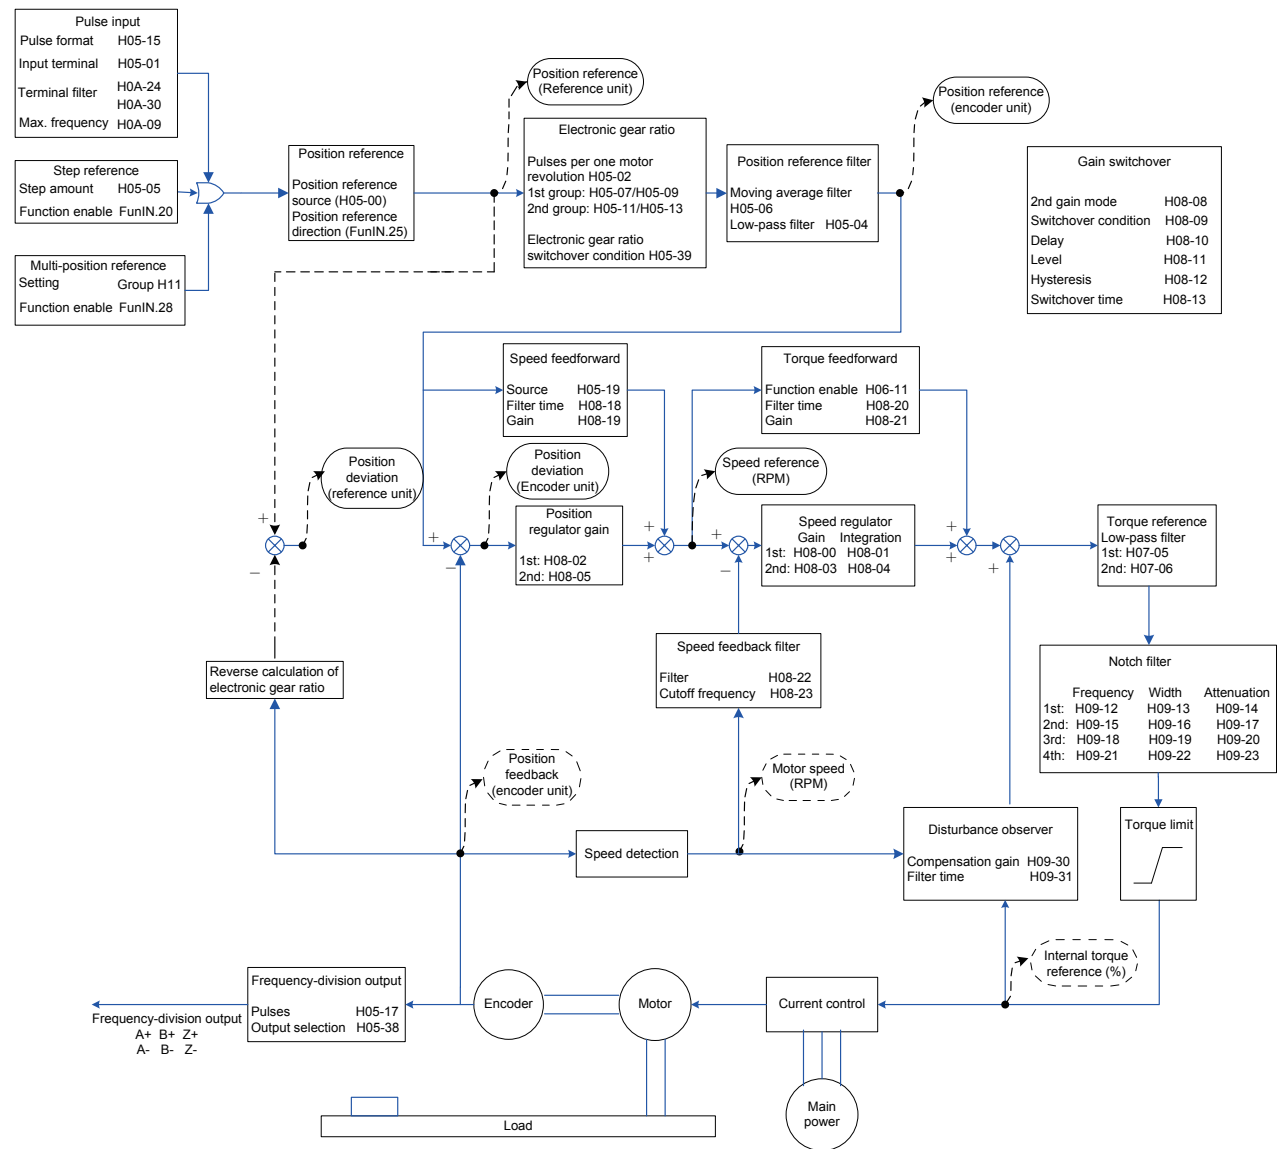 Pulse input
Pulse format H05-15
Input terminal H05-01
Terminal filter H0A-24
H0A-30
Max. frequency H0A-09
Step reference
Step amount H05-05
Function enable FunIN.20
Multi-position reference
Setting Group H11
Function enable FunIN.28
Position reference
Position reference
source (H05-00)
Position reference
direction (FunIN.25)
Position reference
(Reference unit)
Electronic gear ratio
Pulses per one motor
revolution H05-02
1st group: H05-07/H05-09
2nd group: H05-11/H05-13
Electronic gear ratio
switchover condition H05-39
Position reference filter
Moving average filter
H05-06
Low-pass filter H05-04
Position reference
(encoder unit)
Gain switchover
2nd gain mode H08-08
Switchover condition H08-09
Delay H08-10
Level H08-11
Hysteresis H08-12
Switchover time H08-13
Speed feedforward
Source H05-19
Filter time H08-18
Gain H08-19
Torque feedforward
Function enable H06-11
Filter time H08-20
Gain H08-21
Position
deviation
(reference unit)
Position
deviation
(Encoder unit)
Speed reference
(RPM)
+
−
+
−
Position
regulator gain
1st: H08-02
2nd: H08-05
+
+
+
−
Speed regulator
Gain Integration
1st: H08-00 H08-01
2nd: H08-03 H08-04
+
+
+
Torque reference
Low-pass filter
1st: H07-05
2nd: H07-06
Reverse calculation of
electronic gear ratio
Speed feedback filter
Filter H08-22
Cutoff frequency H08-23
Notch filter
Frequency Width Attenuation
1st: H09-12 H09-13 H09-14
2nd: H09-15 H09-16 H09-17
3rd: H09-18 H09-19 H09-20
4th: H09-21 H09-22 H09-23
Position
feedback
(encoder unit)
Motor speed
(RPM)
Speed detection
Disturbance observer
Compensation gain H09-30
Filter time H09-31
Torque limit
Internal torque
reference (%)
Frequency-division output
Pulses H05-17
Output selection H05-38
Frequency-division output
A+ B+ Z+
A- B- Z-
Encoder
Motor
Current control
Main
power
Load